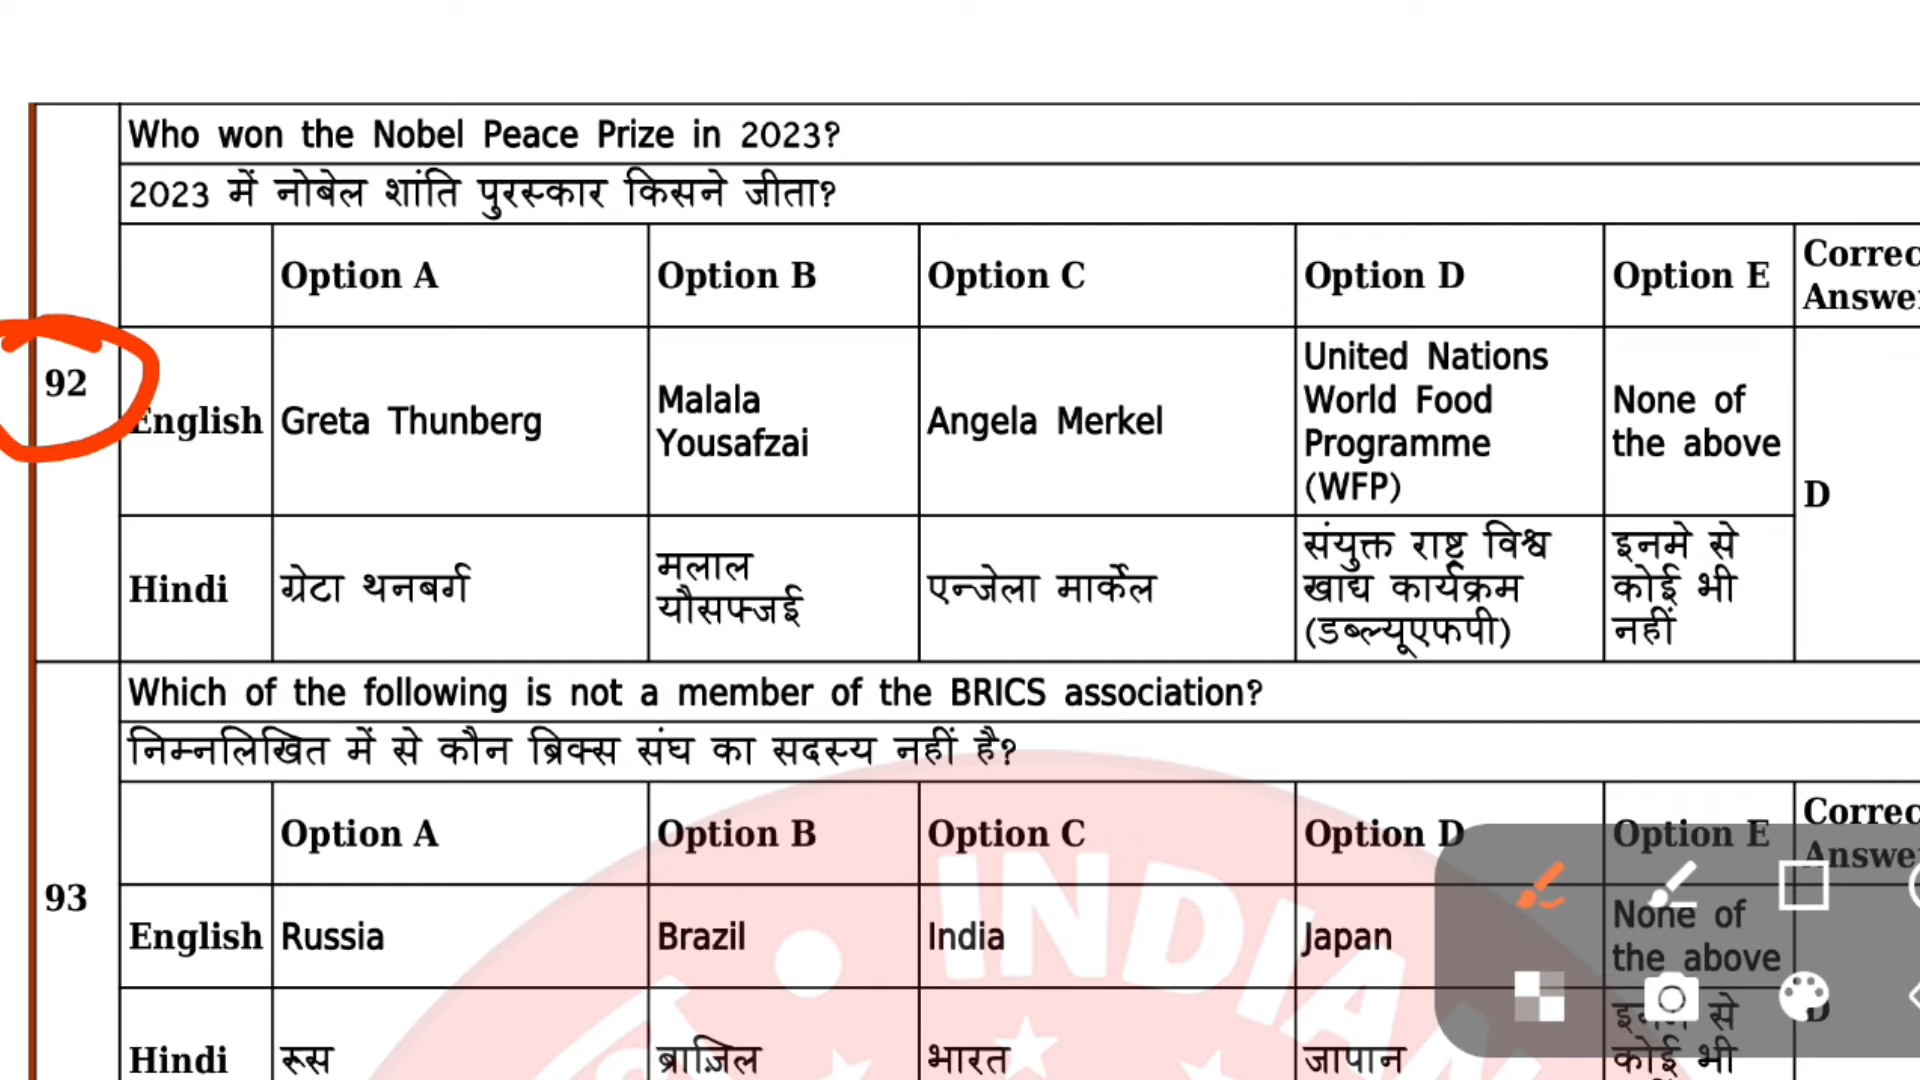 Who won the Nobel Peace Prize in 2023?
2023 में नोबेल शांति पुरस्कार किसने जीता?
Option A Option B Option C Option D Option E Correc
Answe
92
English Greta Thunberg Malala Yousafzai Angela Merkel United Nations World Food Programme (WFP) None of the above D
Hindi ग्रेटा थनबर्ग मलाल यौसफ्जई एन्जेला मार्केल संयुक्त राष्ट्र विश्व खाद्य कार्यक्रम (डब्ल्यूएफपी) इनमे से कोई भी नहीं
Which of the following is not a member of the BRICS association?
निम्नलिखित में से कौन ब्रिक्स संघ का सदस्य नहीं है?
Option A Option B Option C Option D Option E Correc
Answe
93
English Russia Brazil India Japan None of the above D
Hindi रूस ब्राज़िल भारत जापान इनमे से कोई भी
INDIAN